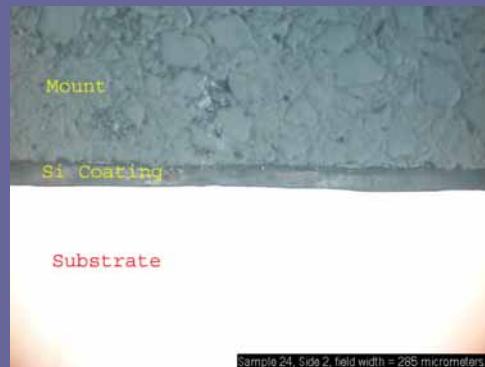 Mount
Si Coating
Substrate
Sample 24, Side 2, field width = 285 micrometers